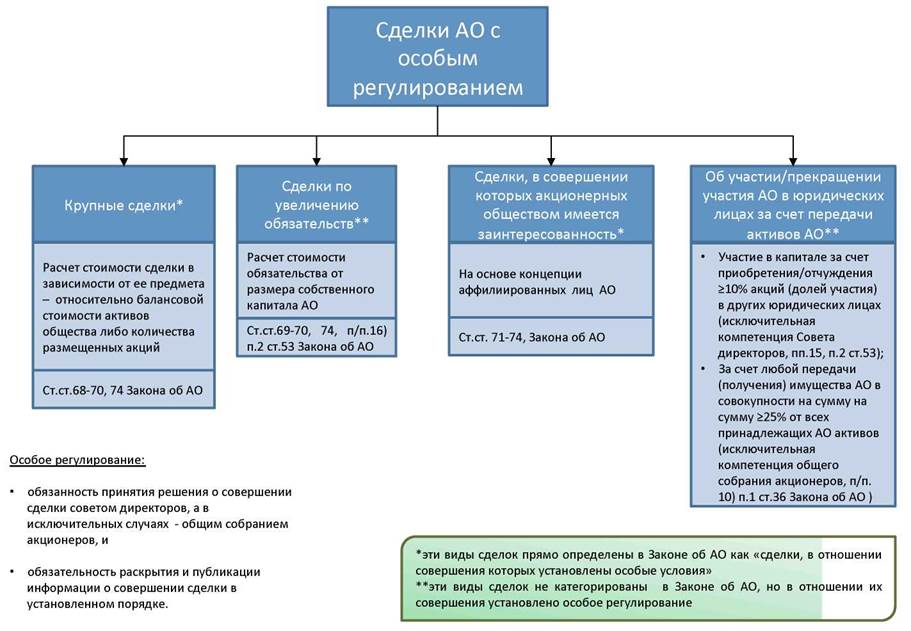 Сделки АО с
особым
регулированием
Крупные сделки*
Расчет стоимости сделки в
зависимости от ее предмета
– относительно балансовой
стоимости активов
общества либо количества
размещенных акций
Ст.ст.68-70, 74 Закона об АО
Сделки по
увеличению
обязательств**
Расчет стоимости
обязательства от
размера собственного
капитала АО
Ст.ст.69-70, 74, п/п.16)
п.2 ст.53 Закона об АО
Сделки, в совершении
которых акционерных
обществом имеется
заинтересованность*
На основе концепции
аффилиированных лиц АО
Ст.ст. 71-74, Закона об АО
Об участии/прекращении
участия АО в юридических
лицах за счет передачи
активов АО**
• Участие в капитале за счет
приобретения/отчуждения
≥10% акций (долей участия)
в других юридических лицах
(исключительная
компетенция Совета
директоров, пп.15, п.2 ст.53);
• За счет любой передачи
(получения) имущества АО в
совокупности на сумму на
сумму ≥25% от всех
принадлежащих АО активов
(исключительная
компетенция общего
собрания акционеров, п/п.
10) п.1 ст.36 Закона об АО )
Особое регулирование:
• обязанность принятия решения о совершении
сделки советом директоров, а в
исключительных случаях - общим собранием
акционеров, и
• обязательность раскрытия и публикации
информации о совершении сделки в
установленном порядке.
*эти виды сделок прямо определены в Законе об АО как «сделки, в отношении
совершения которых установлены особые условия»
**эти виды сделок не категорированы в Законе об АО, но в отношении их
совершения установлено особое регулирование